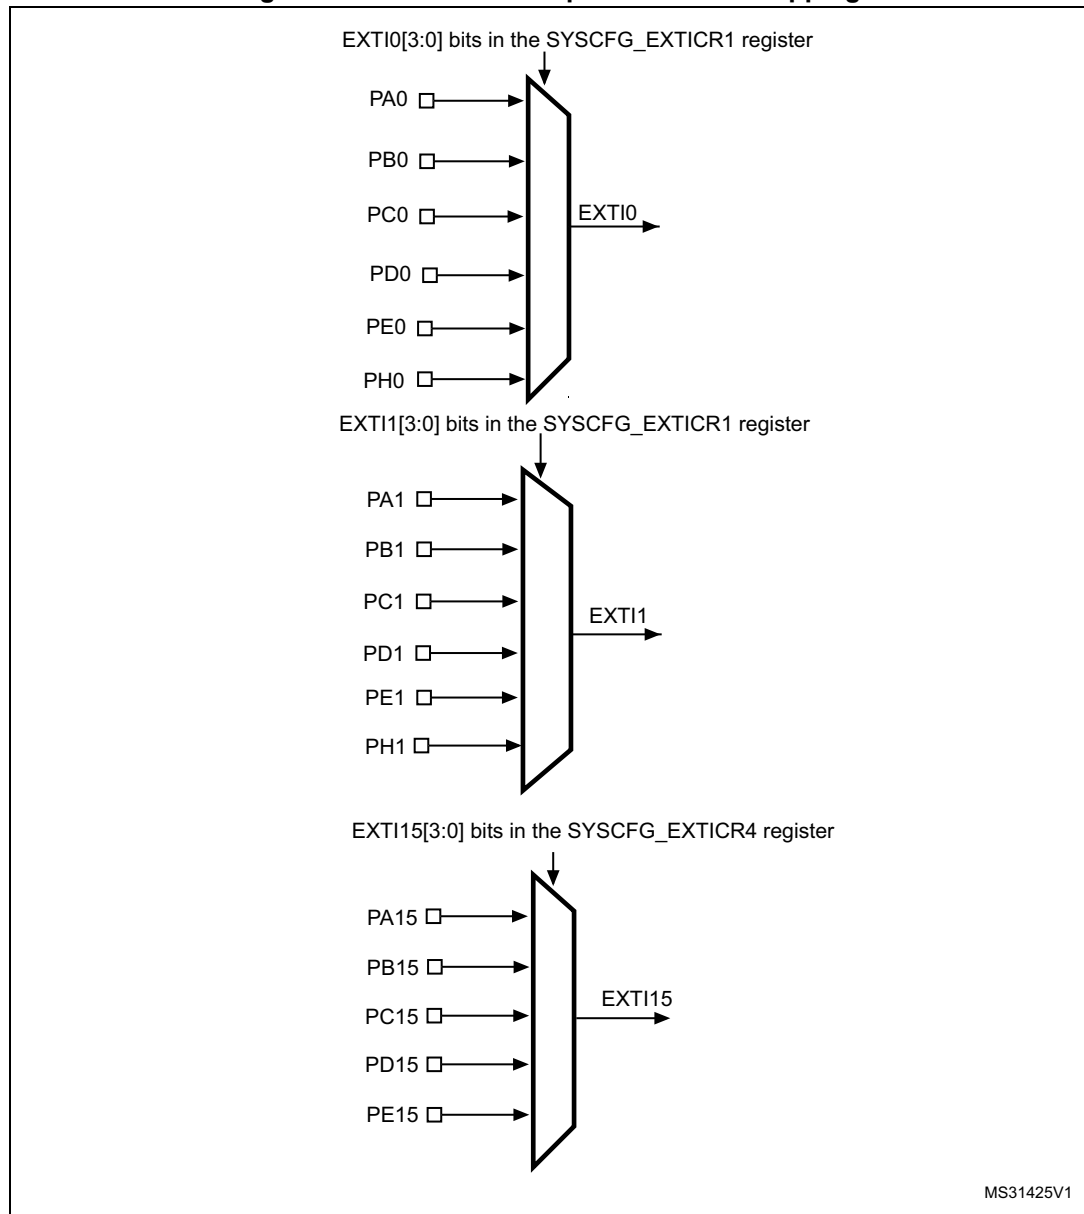 EXTI0[3:0] bits in the SYSCFG_EXTICR1 register
PA0
PB0
PC0
EXTI0
PD0
PE0
PH0
EXTI1[3:0] bits in the SYSCFG_EXTICR1 register
PA1
PB1
PC1
EXTI1
PD1
PE1
PH1
EXTI15[3:0] bits in the SYSCFG_EXTICR4 register
PA15
PB15
EXTI15
PC15
PD15
PE15
MS31425V1